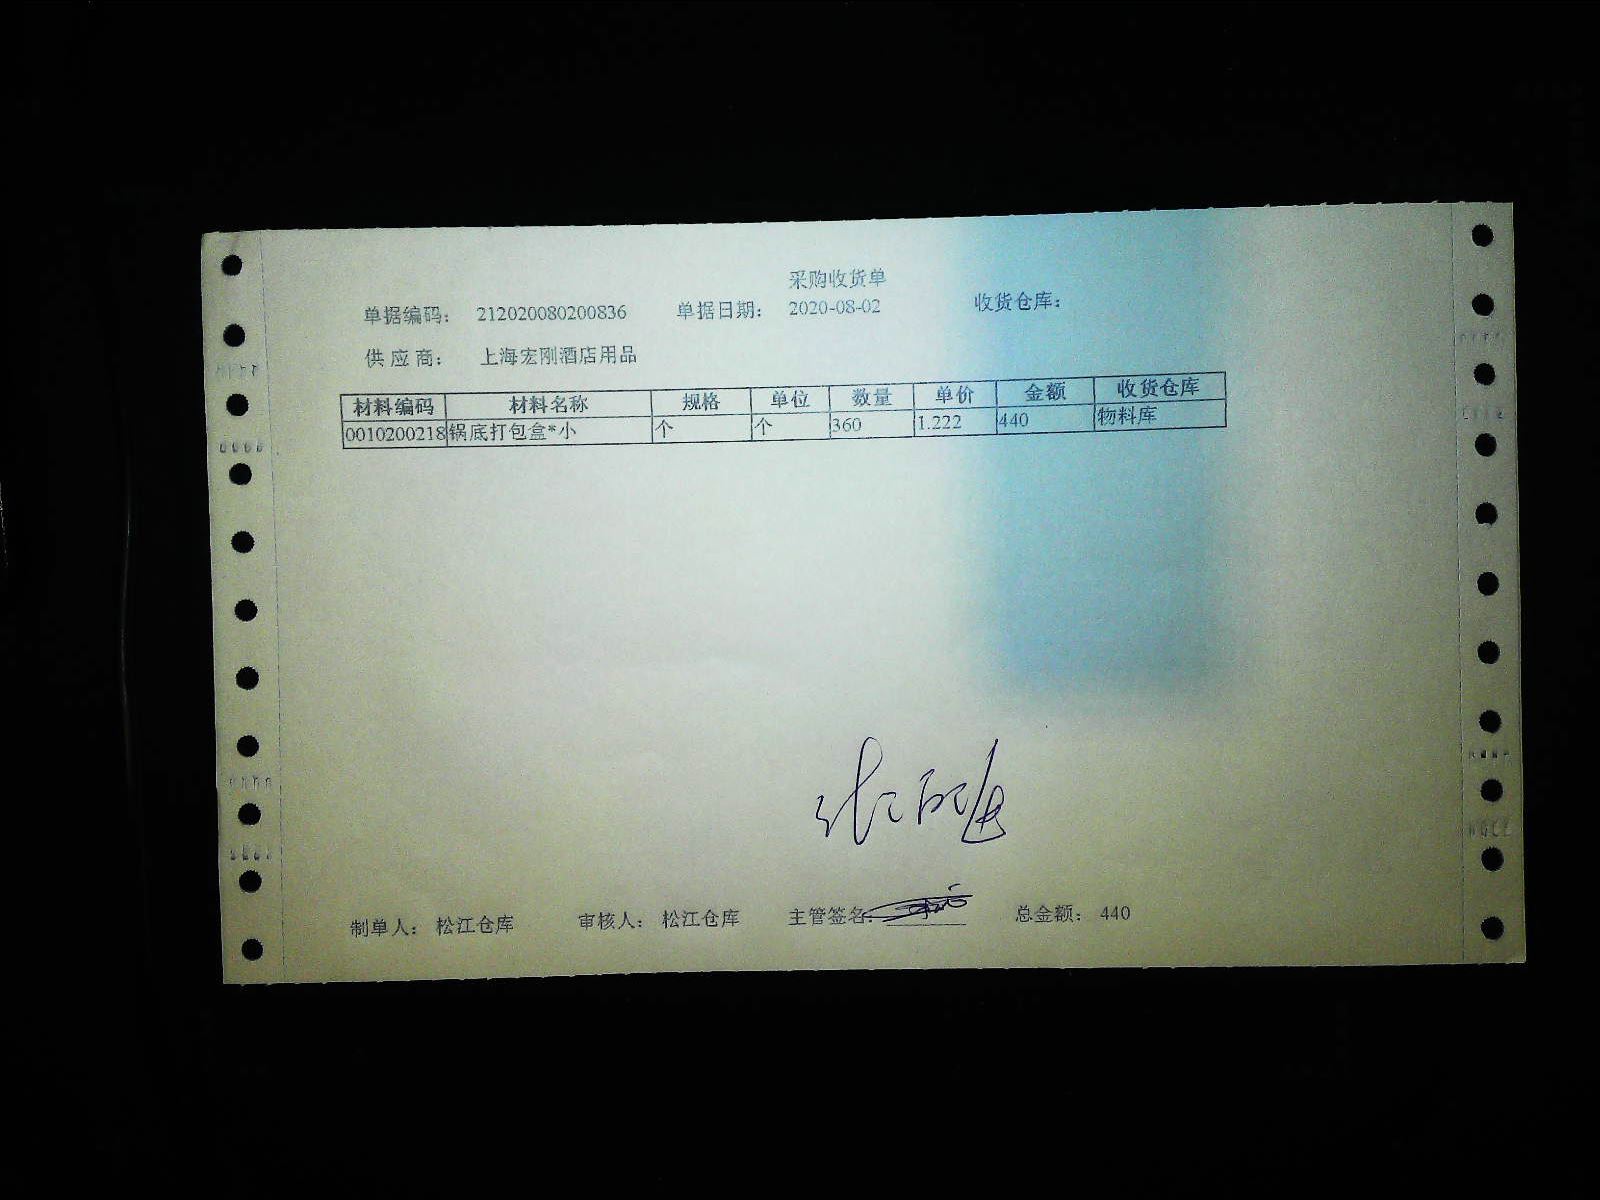 采购收货单
单据编码： 212020080200836 单据日期： 2020-08-02 收货仓库：
供 应 商： 上海宏刚酒店用品
材料编码 材料名称 规格 单位 数量 单价 金额 收货仓库
0010200218 锅底打包盒*小 个 个 360 1.222 440 物料库
制单人： 松江仓库 审核人： 松江仓库 主管签名： 总金额： 440